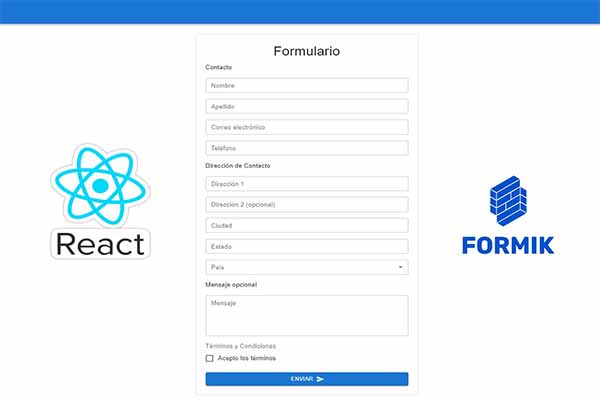 Formulario
Contacto
Nombre
Apellido
Correo electrónico
Teléfono
Dirección de Contacto
Dirección 1
Dirección 2 (opcional)
Ciudad
Estado
País
Mensaje opcional
Mensaje
Términos y Condiciones
Acepto los términos
ENVIAR
React
FORMIK